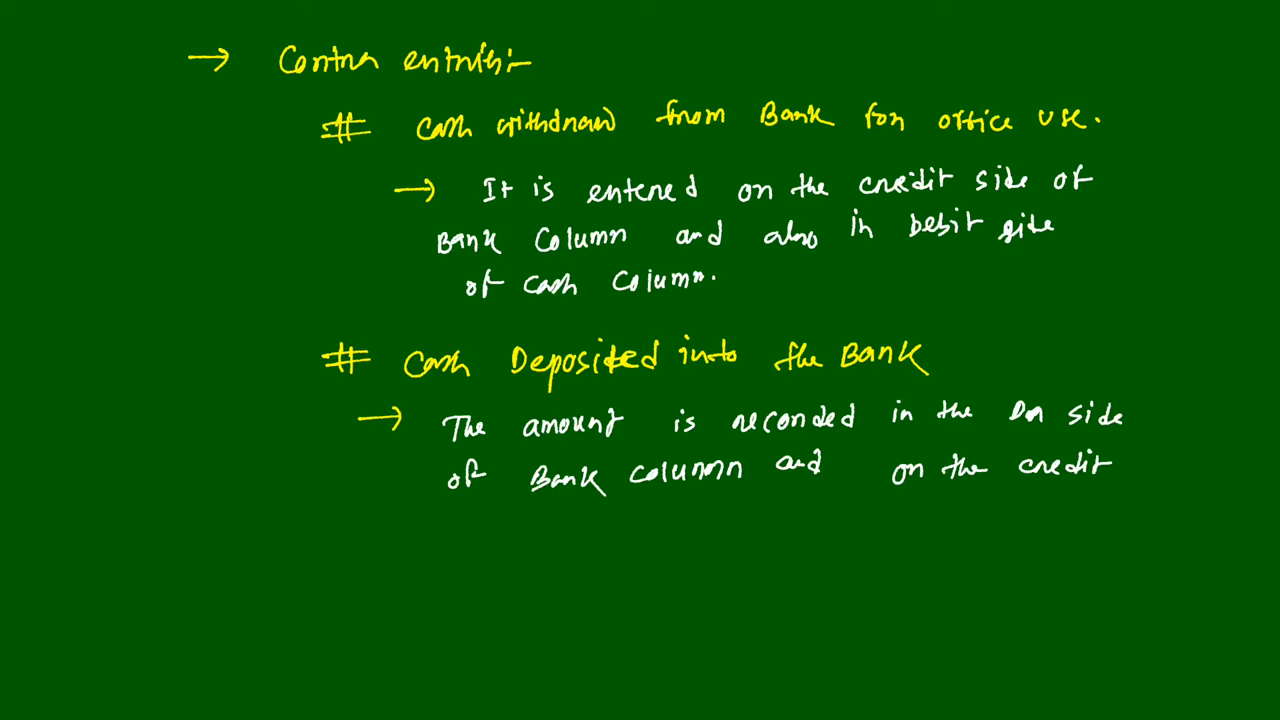 → Contra entries:-
# Cash withdraw from Bank for office use.
→ It is entered on the credit side of
Bank Column and also in debit side
of cash column.
# Cash Deposited into the Bank
→ The amount is recorded in the Dr side
of Bank column and on the credit